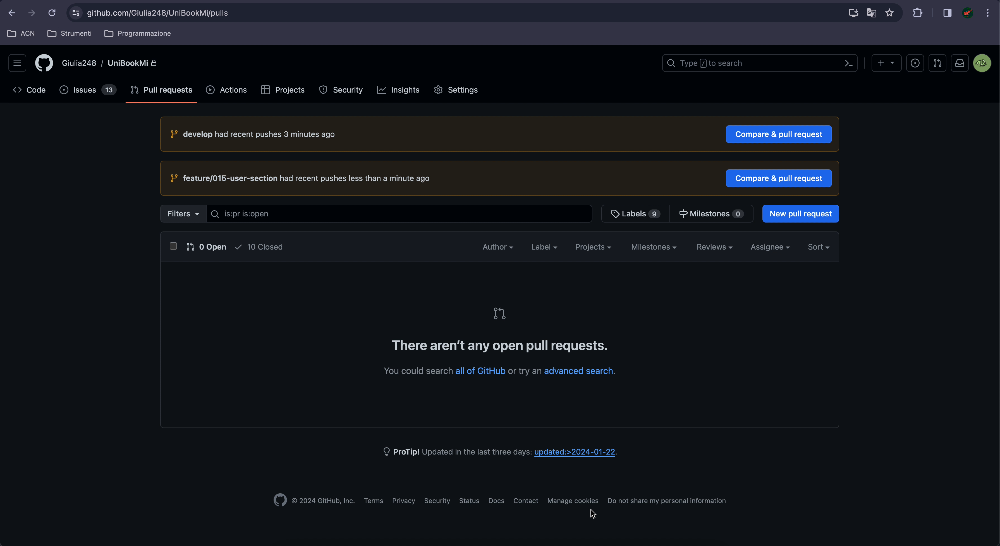 github.com/Giulia248/UniBookMi/pulls
ACN Strumenti Programmazione
Giulia248 / UniBookMi Type / to search
Code Issues 13 Pull requests Actions Projects Security Insights Settings
develop had recent pushes 3 minutes ago Compare & pull request
feature/015-user-section had recent pushes less than a minute ago Compare & pull request
Filters is:pr is:open Labels 9 Milestones 0 New pull request
0 Open 10 Closed Author Label Projects Milestones Reviews Assignee Sort
There aren’t any open pull requests.
You could search all of GitHub or try an advanced search.
ProTip! Updated in the last three days: updated:>2024-01-22.
© 2024 GitHub, Inc. Terms Privacy Security Status Docs Contact Manage cookies Do not share my personal information